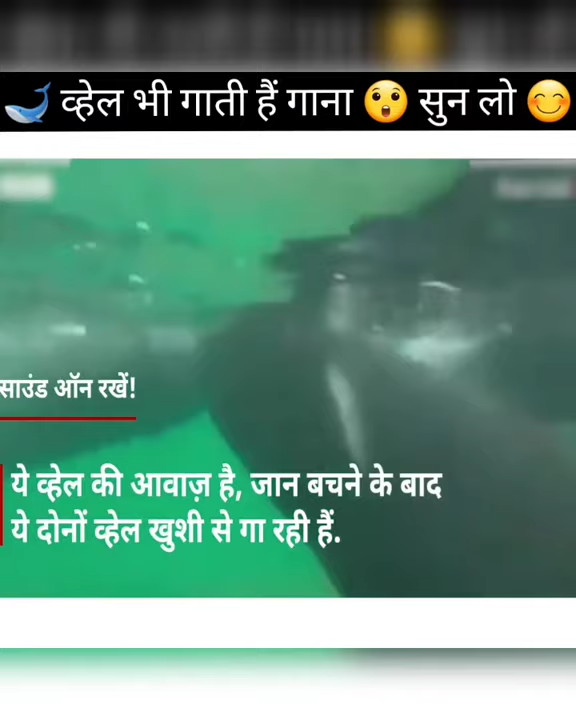 🐋 व्हेल भी गाती हैं गाना 😲 सुन लो 😊
साउंड ऑन रखें!
ये व्हेल की आवाज़ है, जान बचने के बाद
ये दोनों व्हेल खुशी से गा रही हैं.